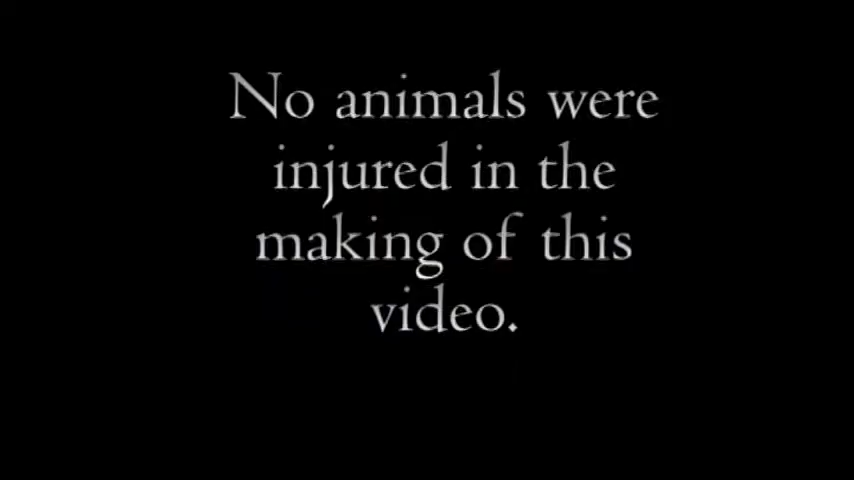 No animals were
injured in the
making of this
video.